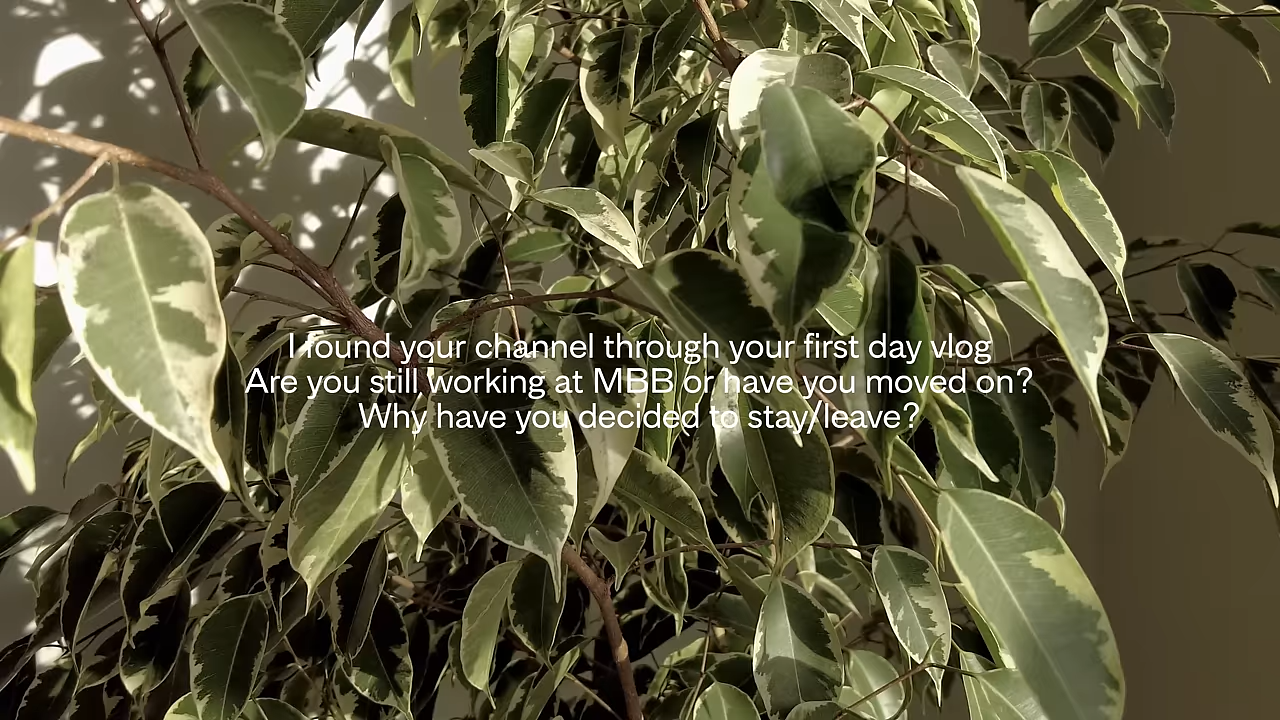 I found your channel through your first day vlog
Are you still working at MBB or have you moved on?
Why have you decided to stay/leave?